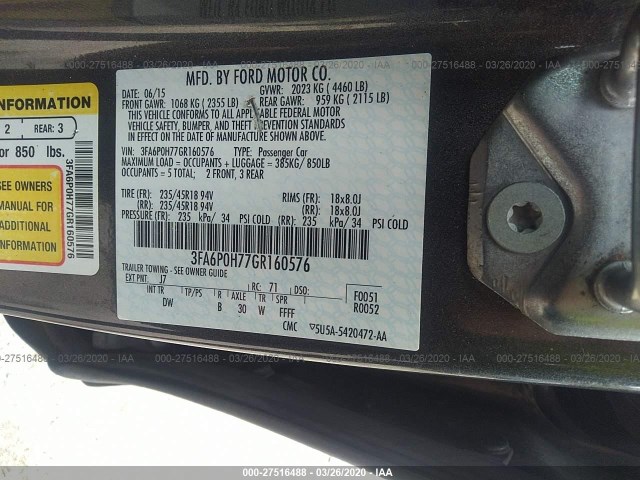 MFD. BY FORD MOTOR CO.
DATE: 06/15 GVWR: 2023 KG ( 4460 LB)
FRONT GAWR: 1068 KG ( 2355 LB) REAR GAWR: 959 KG ( 2115 LB)
THIS VEHICLE CONFORMS TO ALL APPLICABLE FEDERAL MOTOR
VEHICLE SAFETY, BUMPER, AND THEFT PREVENTION STANDARDS
IN EFFECT ON THE DATE OF MANUFACTURE SHOWN ABOVE.
VIN: 3FA6P0H77GR160576 TYPE: Passenger Car
MAXIMUM LOAD = OCCUPANTS + LUGGAGE = 385KG/850LB
OCCUPANTS = 5 TOTAL: 2 FRONT, 3 REAR
TIRE (FR): 235/45R18 94V RIMS (FR): 18x8.0J
(RR): 235/45R18 94V (RR): 18x8.0J
PRESSURE (FR): 235 kPa/ 34 PSI COLD (RR): 235 kPa/ 34 PSI COLD
3FA6P0H77GR160576
TRAILER TOWING - SEE OWNER GUIDE
EXT PNT: J7 RC: 71 DSO:
INT TR TP/PS R AXLE TR SPR
DW B 30 W FFFF
F0051
R0052
CMC 5U5A-5420472-AA
INFORMATION
2 REAR: 3
or 850 lbs.
SEE OWNERS
MANUAL FOR
ADDITIONAL
INFORMATION
3FA6P0H77GR160576
000-27516488 — 03/26/2020 — IAA